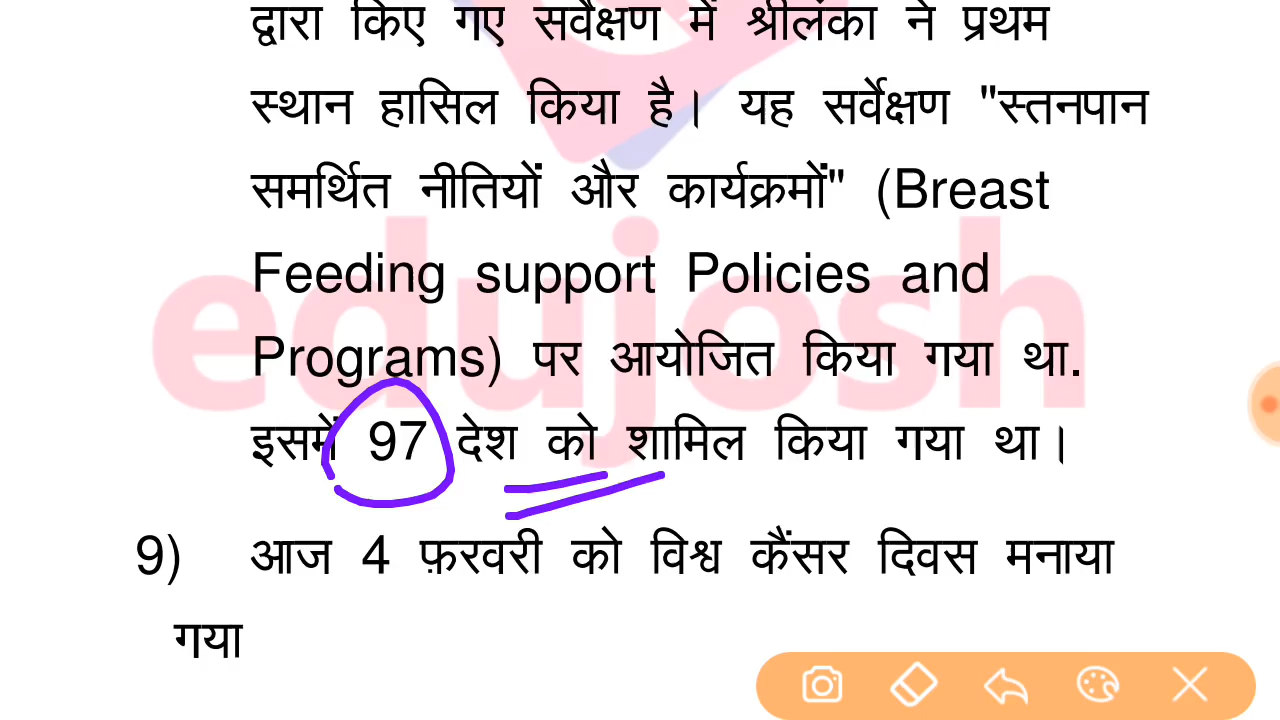 द्वारा किए गए सर्वेक्षण में श्रीलंका ने प्रथम
स्थान हासिल किया है। यह सर्वेक्षण "स्तनपान
समर्थित नीतियों और कार्यक्रमों" (Breast
Feeding support Policies and
Programs) पर आयोजित किया गया था.
इसमें 97 देश को शामिल किया गया था।
9) आज 4 फ़रवरी को विश्व कैंसर दिवस मनाया
गया
edujosh